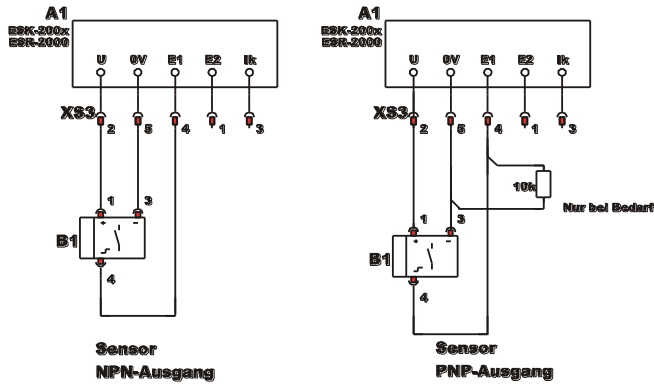 A1
ESK-200x
ESR-2000
U 0V E1 E2 Ik
XS3
2 5 4 1 3
1 3
+ −
B1
4
Sensor
NPN-Ausgang
A1
ESK-200x
ESR-2000
U 0V E1 E2 Ik
XS3
2 5 4 1 3
10k
Nur bei Bedarf
1 3
+ −
B1
4
Sensor
PNP-Ausgang